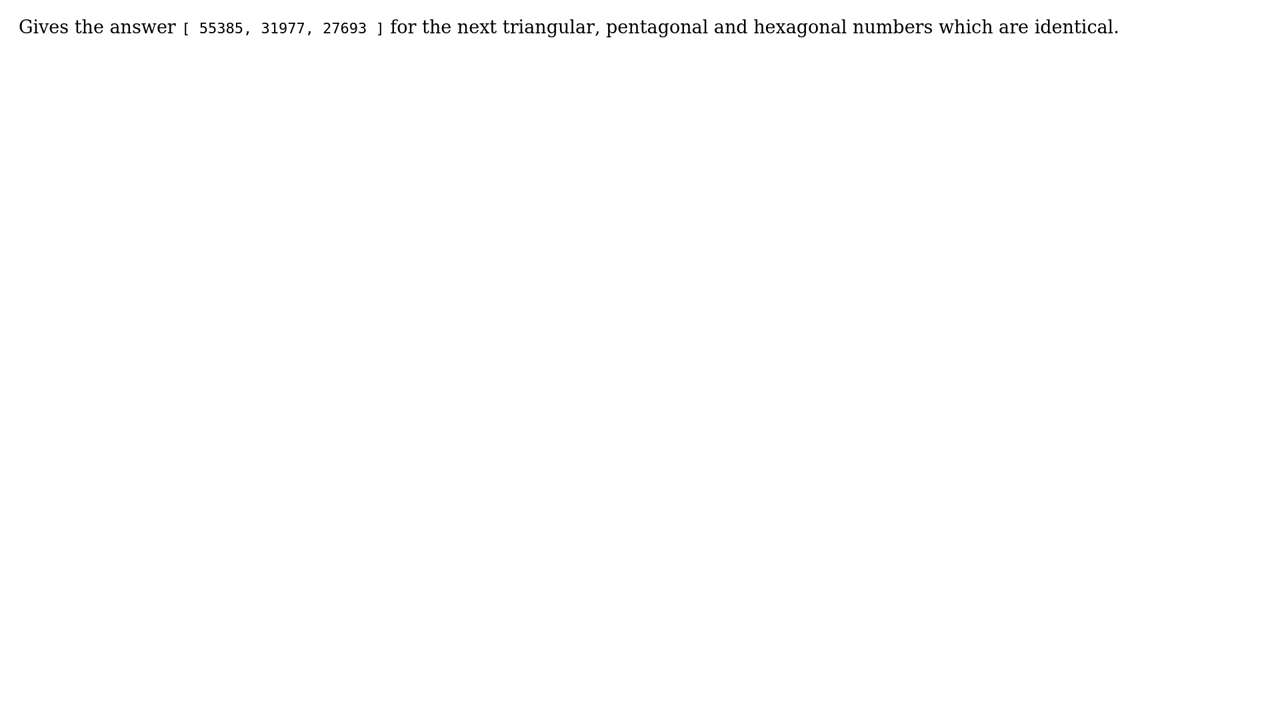 Gives the answer [ 55385, 31977, 27693 ] for the next triangular, pentagonal and hexagonal numbers which are identical.